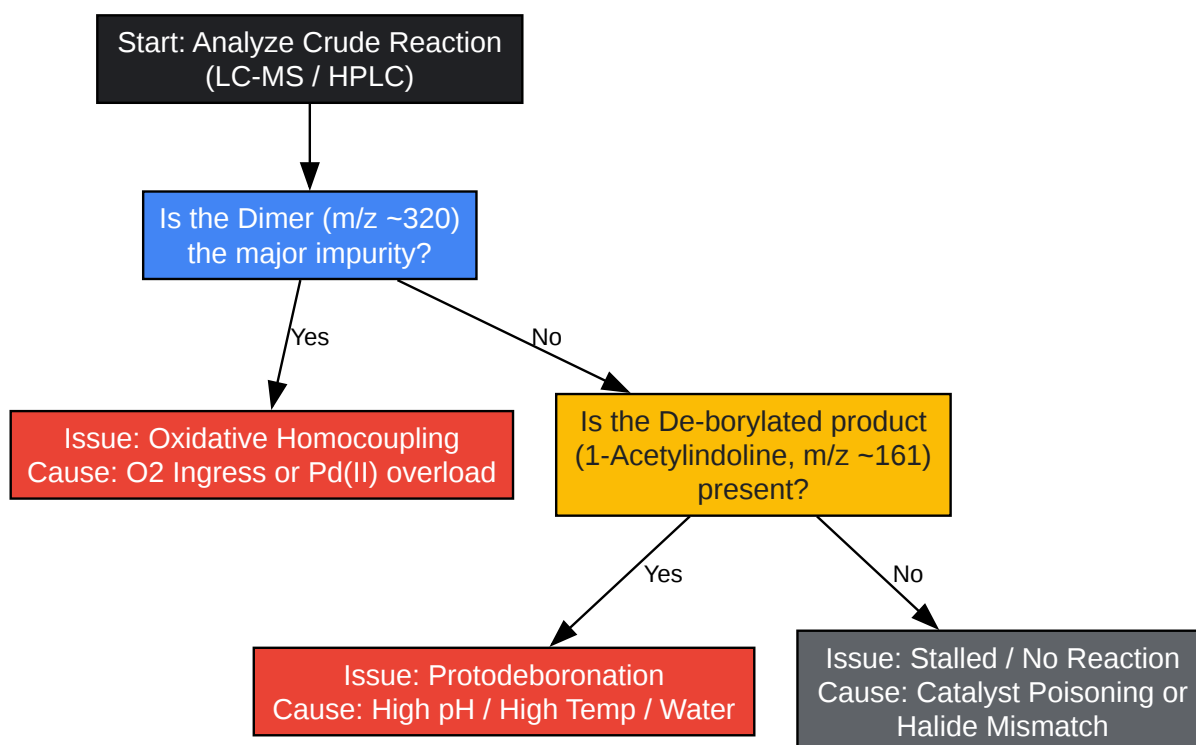 Start: Analyze Crude Reaction
(LC-MS / HPLC)
Is the Dimer (m/z ~320)
the major impurity?
Yes
No
Issue: Oxidative Homocoupling
Cause: O2 Ingress or Pd(II) overload
Is the De-borylated product
(1-Acetylindoline, m/z ~161)
present?
Yes
No
Issue: Protodeboronation
Cause: High pH / High Temp / Water
Issue: Stalled / No Reaction
Cause: Catalyst Poisoning or
Halide Mismatch